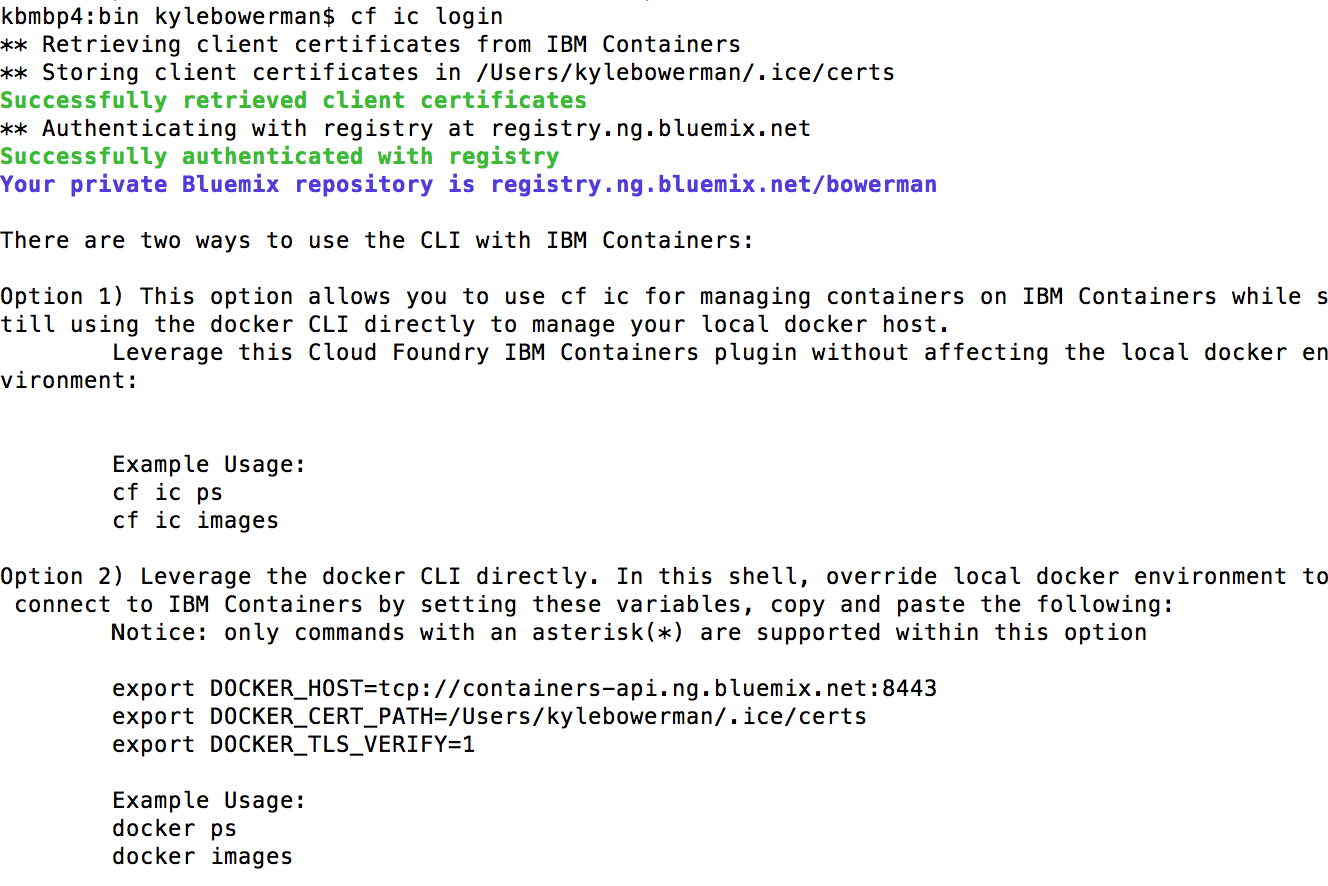 kbmbp4:bin kylebowerman$ cf ic login
** Retrieving client certificates from IBM Containers
** Storing client certificates in /Users/kylebowerman/.ice/certs
Successfully retrieved client certificates
** Authenticating with registry at registry.ng.bluemix.net
Successfully authenticated with registry
Your private Bluemix repository is registry.ng.bluemix.net/bowerman
There are two ways to use the CLI with IBM Containers:
Option 1) This option allows you to use cf ic for managing containers on IBM Containers while s
till using the docker CLI directly to manage your local docker host.
Leverage this Cloud Foundry IBM Containers plugin without affecting the local docker en
vironment:
Example Usage:
cf ic ps
cf ic images
Option 2) Leverage the docker CLI directly. In this shell, override local docker environment to
connect to IBM Containers by setting these variables, copy and paste the following:
Notice: only commands with an asterisk(*) are supported within this option
export DOCKER_HOST=tcp://containers-api.ng.bluemix.net:8443
export DOCKER_CERT_PATH=/Users/kylebowerman/.ice/certs
export DOCKER_TLS_VERIFY=1
Example Usage:
docker ps
docker images